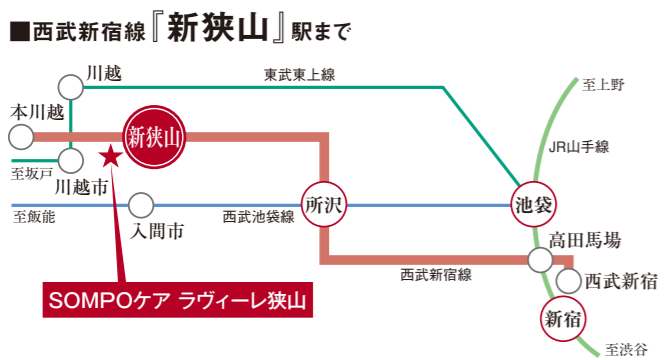 ■西武新宿線『新狭山』駅まで
川越
東武東上線
至上野
本川越
新狭山
JR山手線
至坂戸
川越市
至飯能
入間市
西武池袋線
所沢
池袋
高田馬場
西武新宿線
西武新宿
SOMPOケア ラヴィーレ狭山
新宿
至渋谷